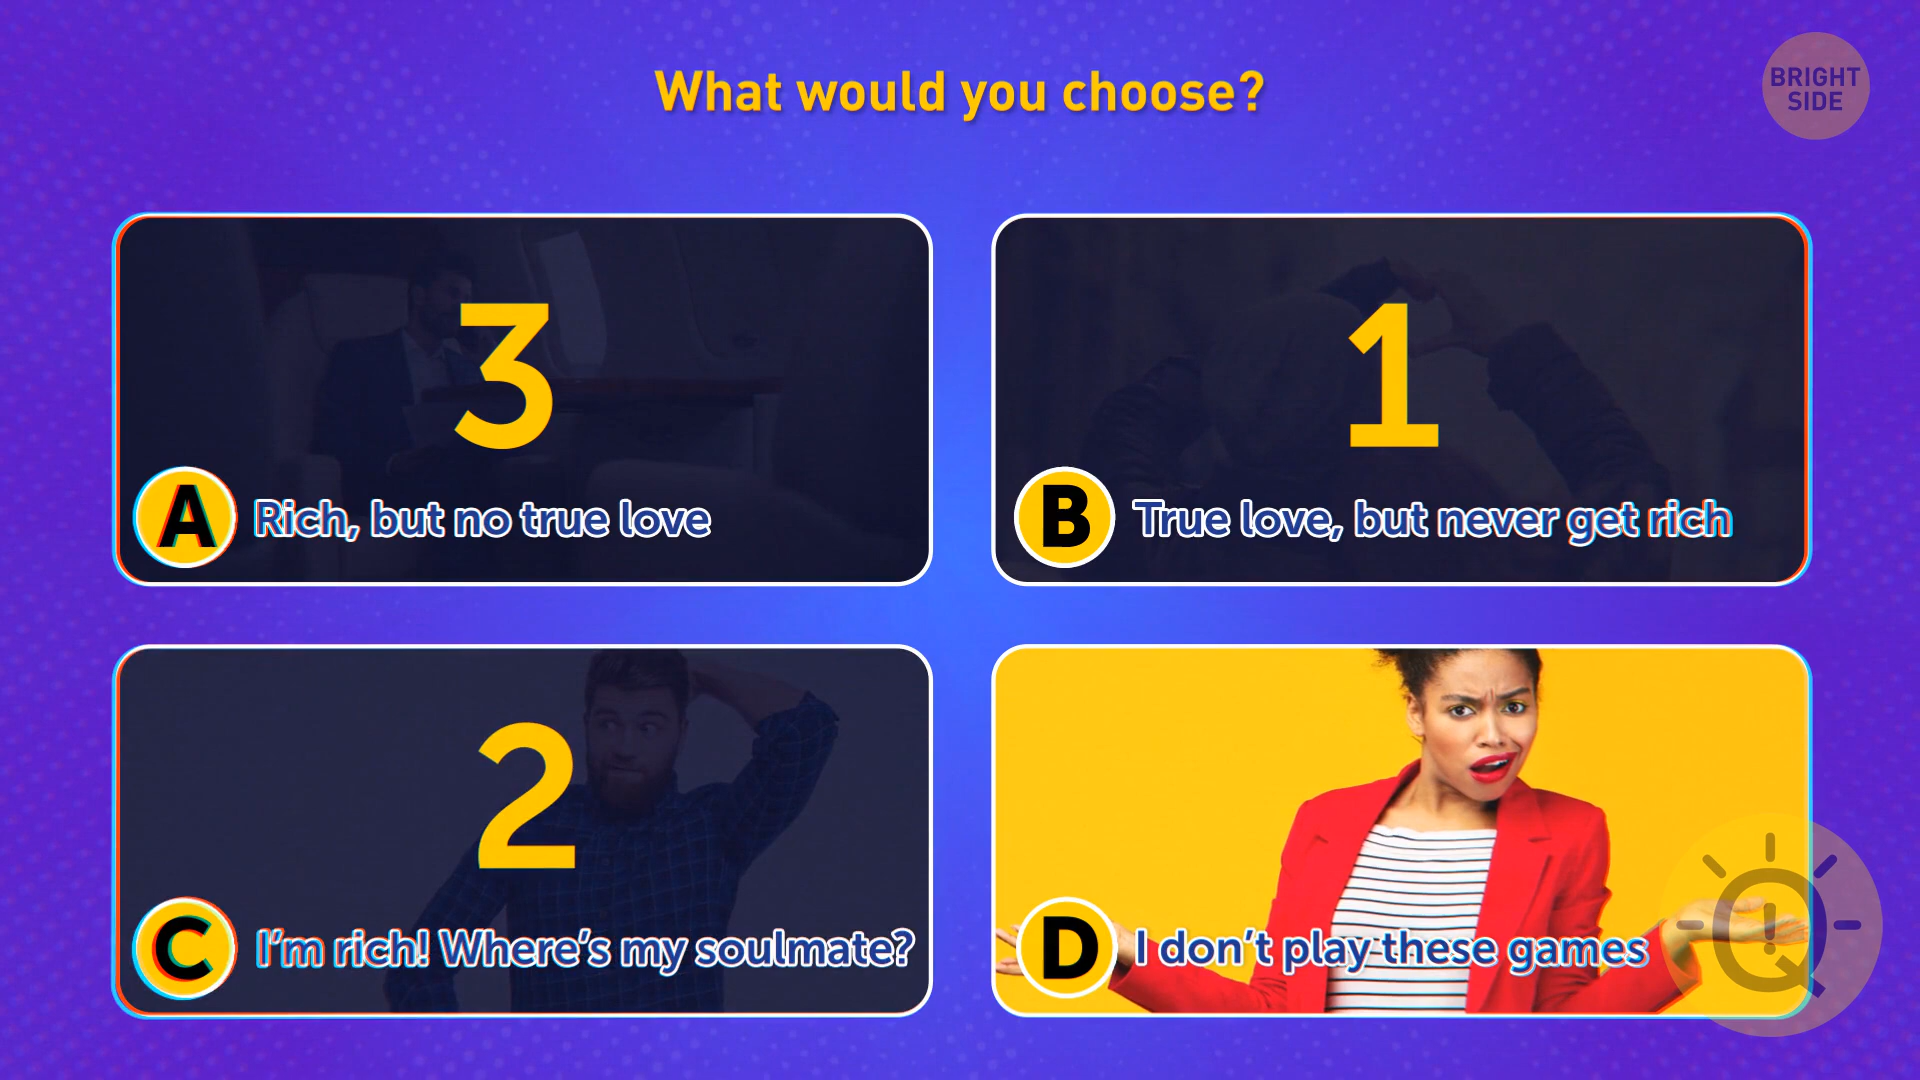 What would you choose?
BRIGHT
SIDE
3
A Rich, but no true love
1
B True love, but never get rich
2
C I'm rich! Where's my soulmate?
D I don't play these games